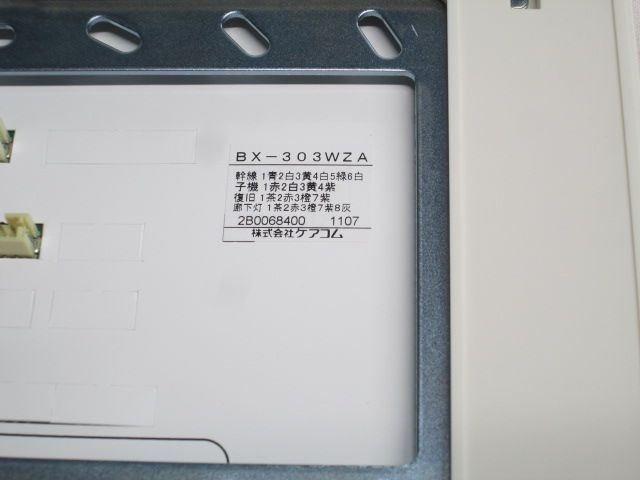 BX-303WZA
幹線 1青2白3黄4白5緑6白
子機 1赤2白3黄4紫
復旧 1茶2赤3橙7紫
廊下灯 1茶2赤3橙7紫8灰
2B0068400 1107
株式会社ケアコム